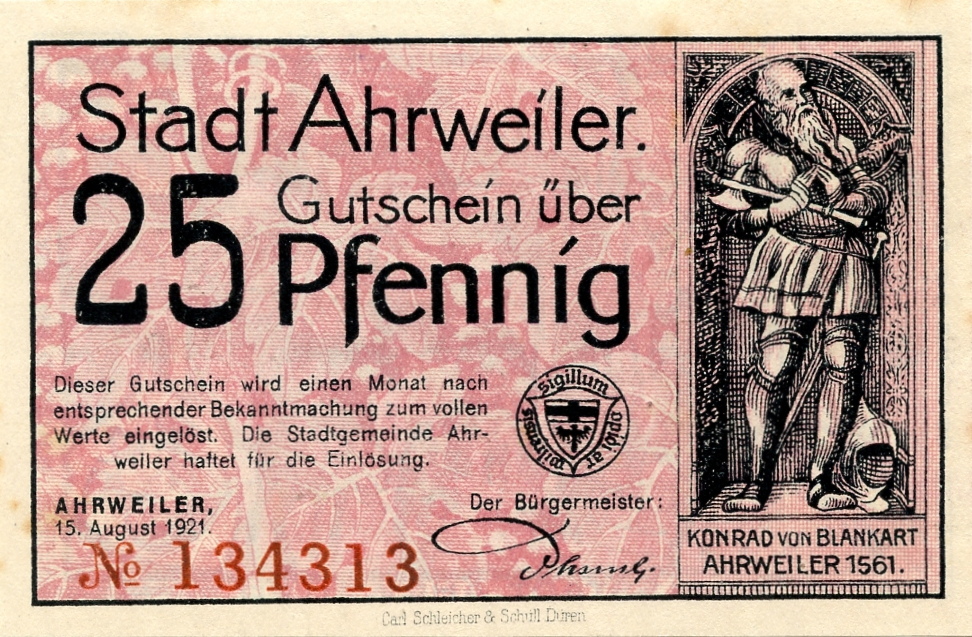 Stadt Ahrweiler.
25 Gutschein über
Pfennig
Dieser Gutschein wird einen Monat nach
entsprechender Bekanntmachung zum vollen
Werte eingelöst. Die Stadtgemeinde Ahr-
weiler haftet für die Einlösung.
sigillum
AHRWEILER,
15. August 1921.
Der Bürgermeister:
No 134313
KONRAD VON BLANKART
AHRWEILER 1561.
Carl Schleicher & Schüll Düren